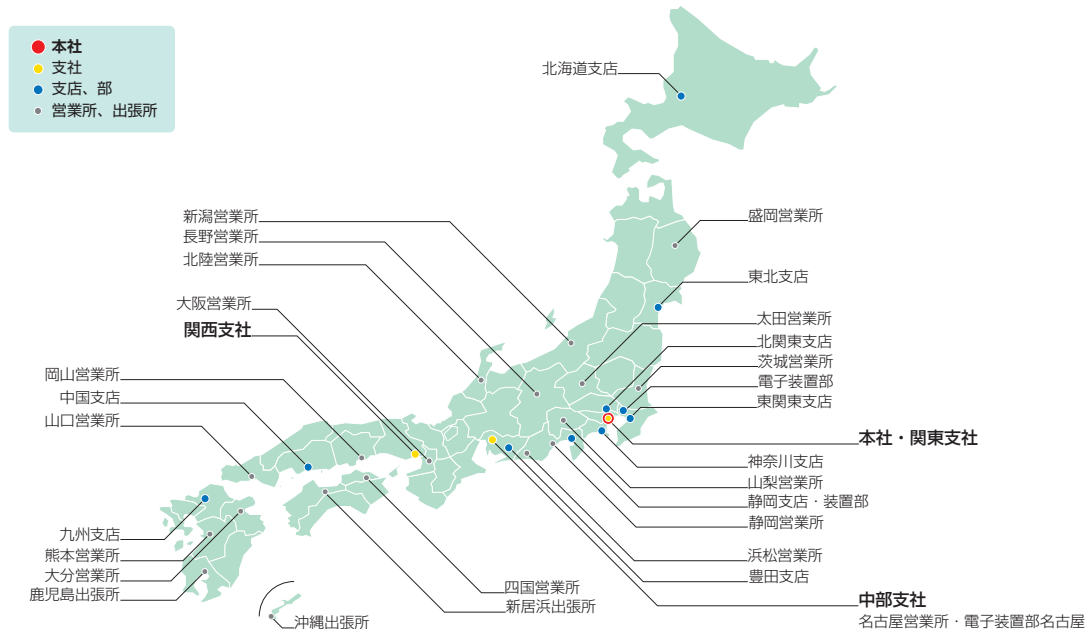 本社
支社
支店、部
営業所、出張所
北海道支店
新潟営業所
長野営業所
北陸営業所
大阪営業所
関西支社
岡山営業所
中国支店
山口営業所
九州支店
熊本営業所
大分営業所
鹿児島出張所
沖縄出張所
四国営業所
新居浜出張所
盛岡営業所
東北支店
太田営業所
北関東支店
茨城営業所
電子装置部
東関東支店
本社・関東支社
神奈川支店
山梨営業所
静岡支店・装置部
静岡営業所
浜松営業所
豊田支店
中部支社
名古屋営業所・電子装置部名古屋